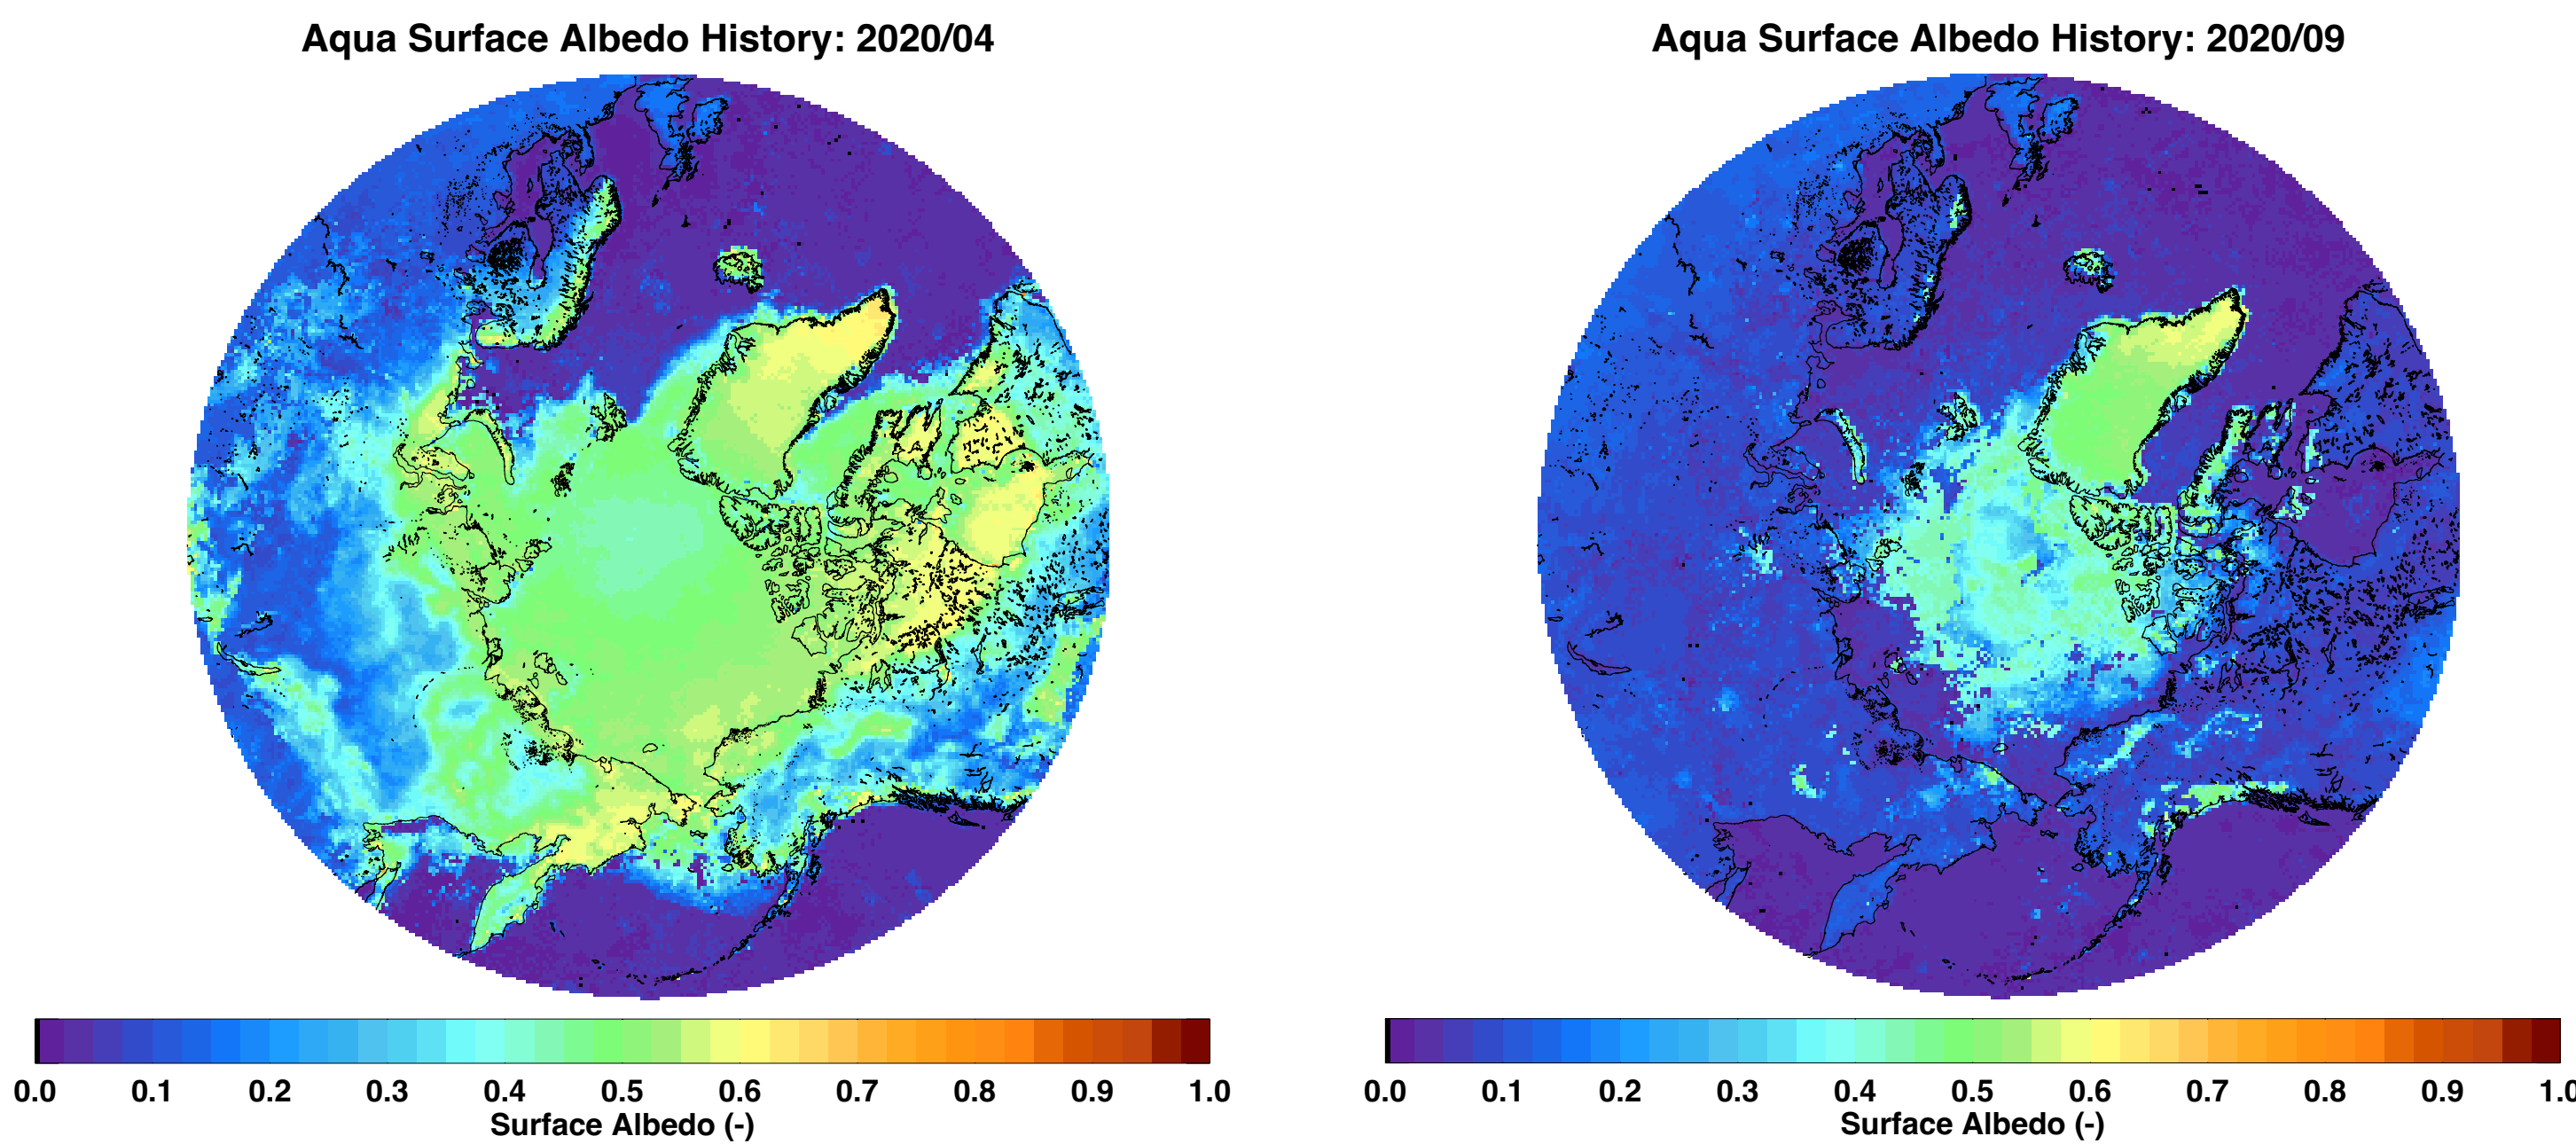 Aqua Surface Albedo History: 2020/04
0.0 0.1 0.2 0.3 0.4 0.5 0.6 0.7 0.8 0.9 1.0
Surface Albedo (-)
Aqua Surface Albedo History: 2020/09
0.0 0.1 0.2 0.3 0.4 0.5 0.6 0.7 0.8 0.9 1.0
Surface Albedo (-)